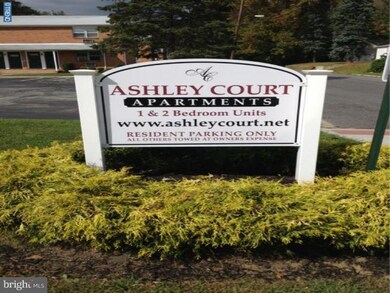 AC
ASHLEY COURT
APARTMENTS
1 & 2 Bedroom Units
www.ashleycourt.net
RESIDENT PARKING ONLY
ALL OTHERS TOWED AT OWNERS EXPENSE
bright MLS